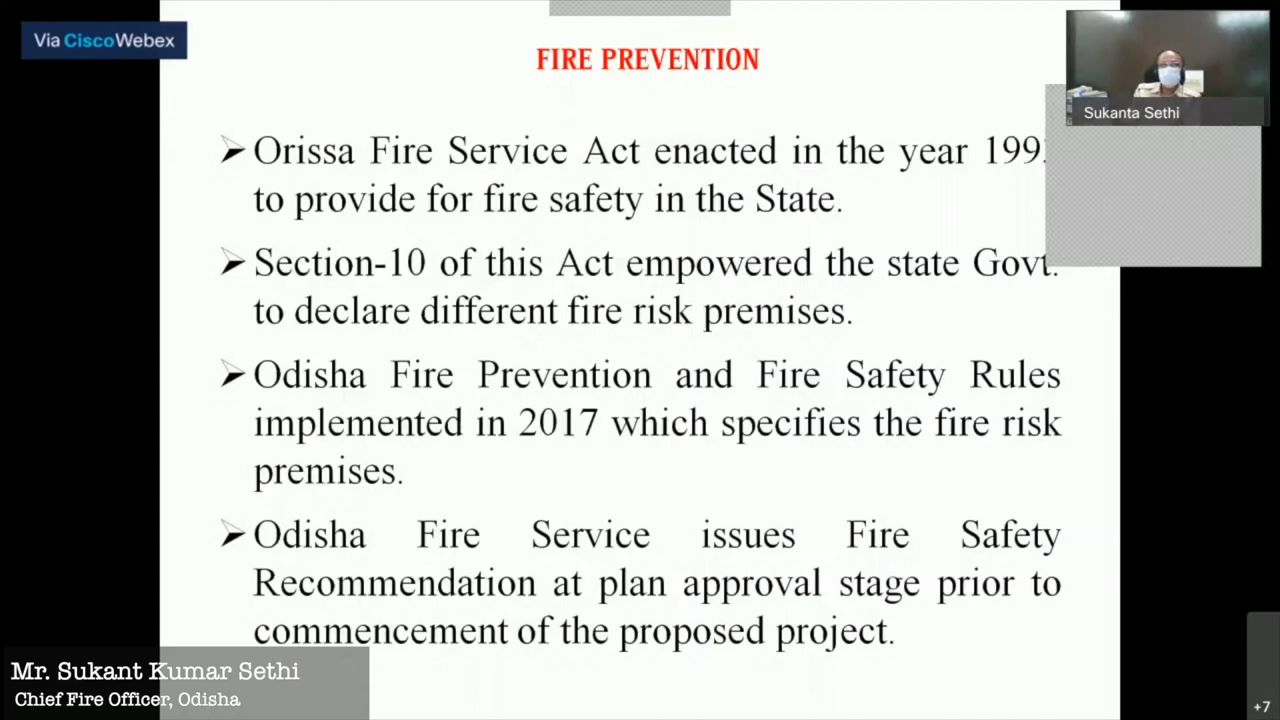 Via CiscoWebex
FIRE PREVENTION
Sukanta Sethi
➢ Orissa Fire Service Act enacted in the year
to provide for fire safety in the State.
➢ Section-10 of this Act empowered the state Govt.
to declare different fire risk premises.
➢ Odisha Fire Prevention and Fire Safety Rules
implemented in 2017 which specifies the fire risk
premises.
➢ Odisha Fire Service issues Fire Safety
Recommendation at plan approval stage prior to
commencement of the proposed project.
Mr. Sukant Kumar Sethi
Chief Fire Officer, Odisha
+7